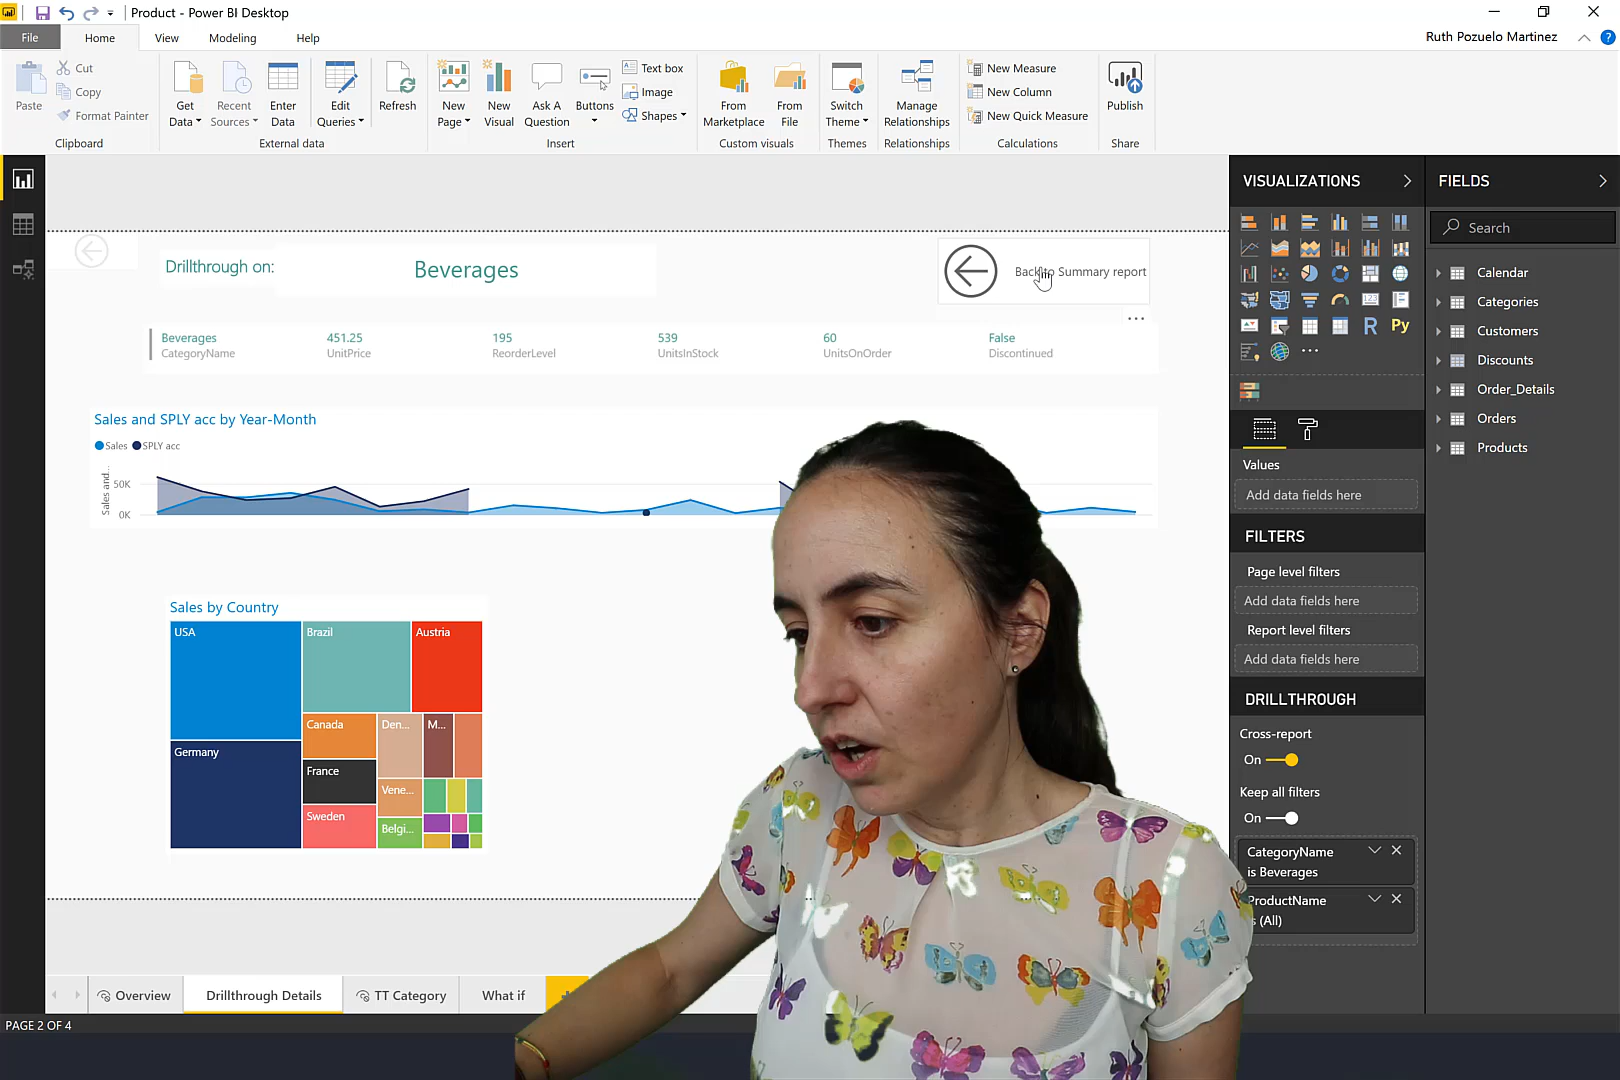 Product - Power BI Desktop
File
Home
View
Modeling
Help
Ruth Pozuelo Martinez
Paste
Cut
Copy
Format Painter
Clipboard
Get Data
Recent Sources
Enter Data
Edit Queries
Refresh
External data
New Page
New Visual
Ask A Question
Buttons
Text box
Image
Shapes
Insert
From Marketplace
From File
Custom visuals
Switch Theme
Themes
Manage Relationships
Relationships
New Measure
New Column
New Quick Measure
Calculations
Publish
Share
Drillthrough on:
Beverages
Summary report
Beverages
CategoryName
451.25
UnitPrice
195
ReorderLevel
539
UnitsInStock
60
UnitsOnOrder
False
Discontinued
Sales and SPLY acc by Year-Month
Sales
SPLY acc
Sales and...
50K
0K
Sales by Country
USA
Brazil
Austria
Germany
Canada
Den...
M...
France
Vene...
Sweden
Belgi...
VISUALIZATIONS
R
Py
123
Values
Add data fields here
FILTERS
Page level filters
Add data fields here
Report level filters
Add data fields here
DRILLTHROUGH
Cross-report
On
Keep all filters
On
CategoryName
is Beverages
ProductName
(All)
FIELDS
Search
Calendar
Categories
Customers
Discounts
Order_Details
Orders
Products
Overview
Drillthrough Details
TT Category
What if
PAGE 2 OF 4